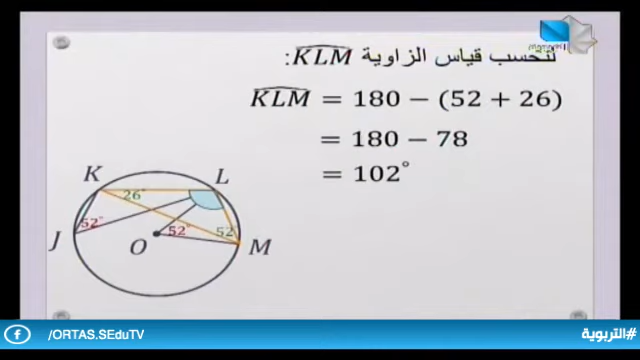 لنحسب قياس الزاوية KLM:
KLM = 180 − (52 + 26)
= 180 − 78
= 102°
K
L
26°
52°
J
O
52°
52
M
/ORTAS.SEduTV
#التربوية